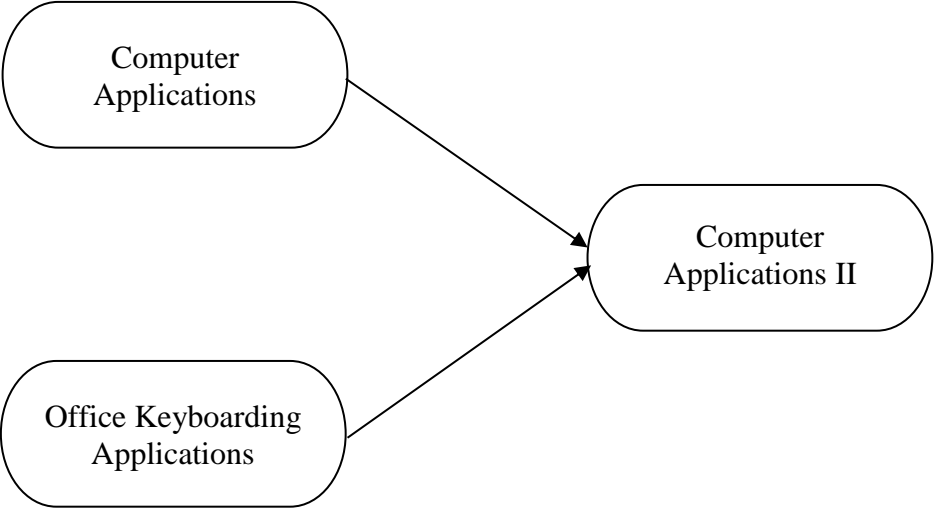 Computer
Applications
Computer
Applications II
Office Keyboarding
Applications